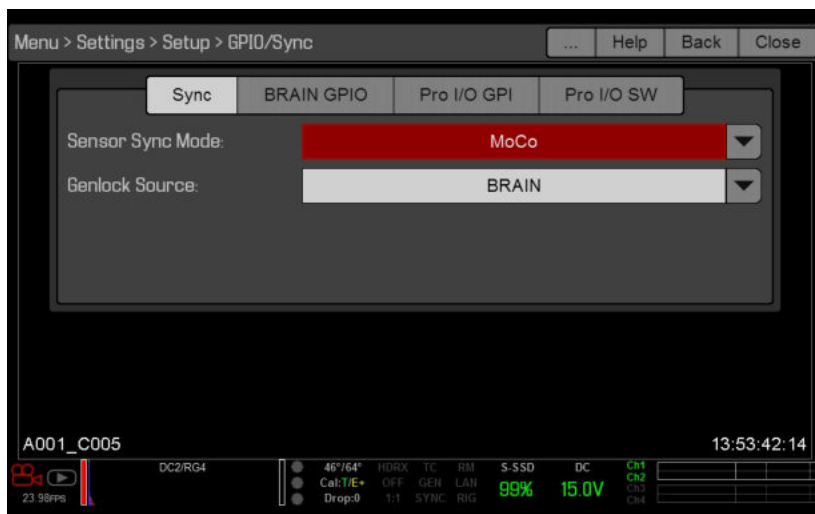 Menu > Settings > Setup > GPIO/Sync ... Help Back Close
Sync BRAIN GPIO Pro I/O GPI Pro I/O SW
Sensor Sync Mode: MoCo
Genlock Source: BRAIN
A001_C005 13:53:42:14
DC2/RG4 46°/64° HDRX TC RM S-SSD DC Ch1
Cal:T/E+ OFF GEN LAN 99% 15.0V Ch2
23.98FPS Drop:0 1:1 SYNC RIG Ch3
Ch4